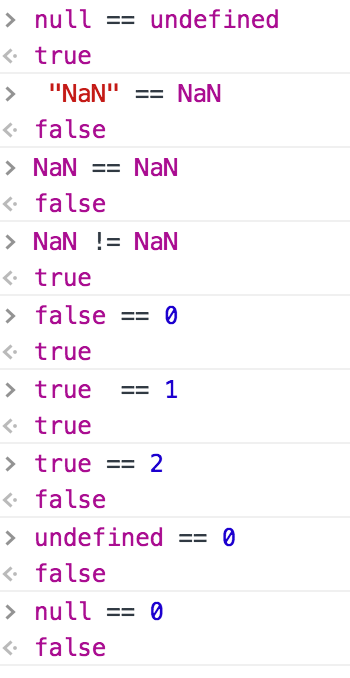 null == undefined
true
"NaN" == NaN
false
NaN == NaN
false
NaN != NaN
true
false == 0
true
true  == 1
true
true == 2
false
undefined == 0
false
null == 0
false